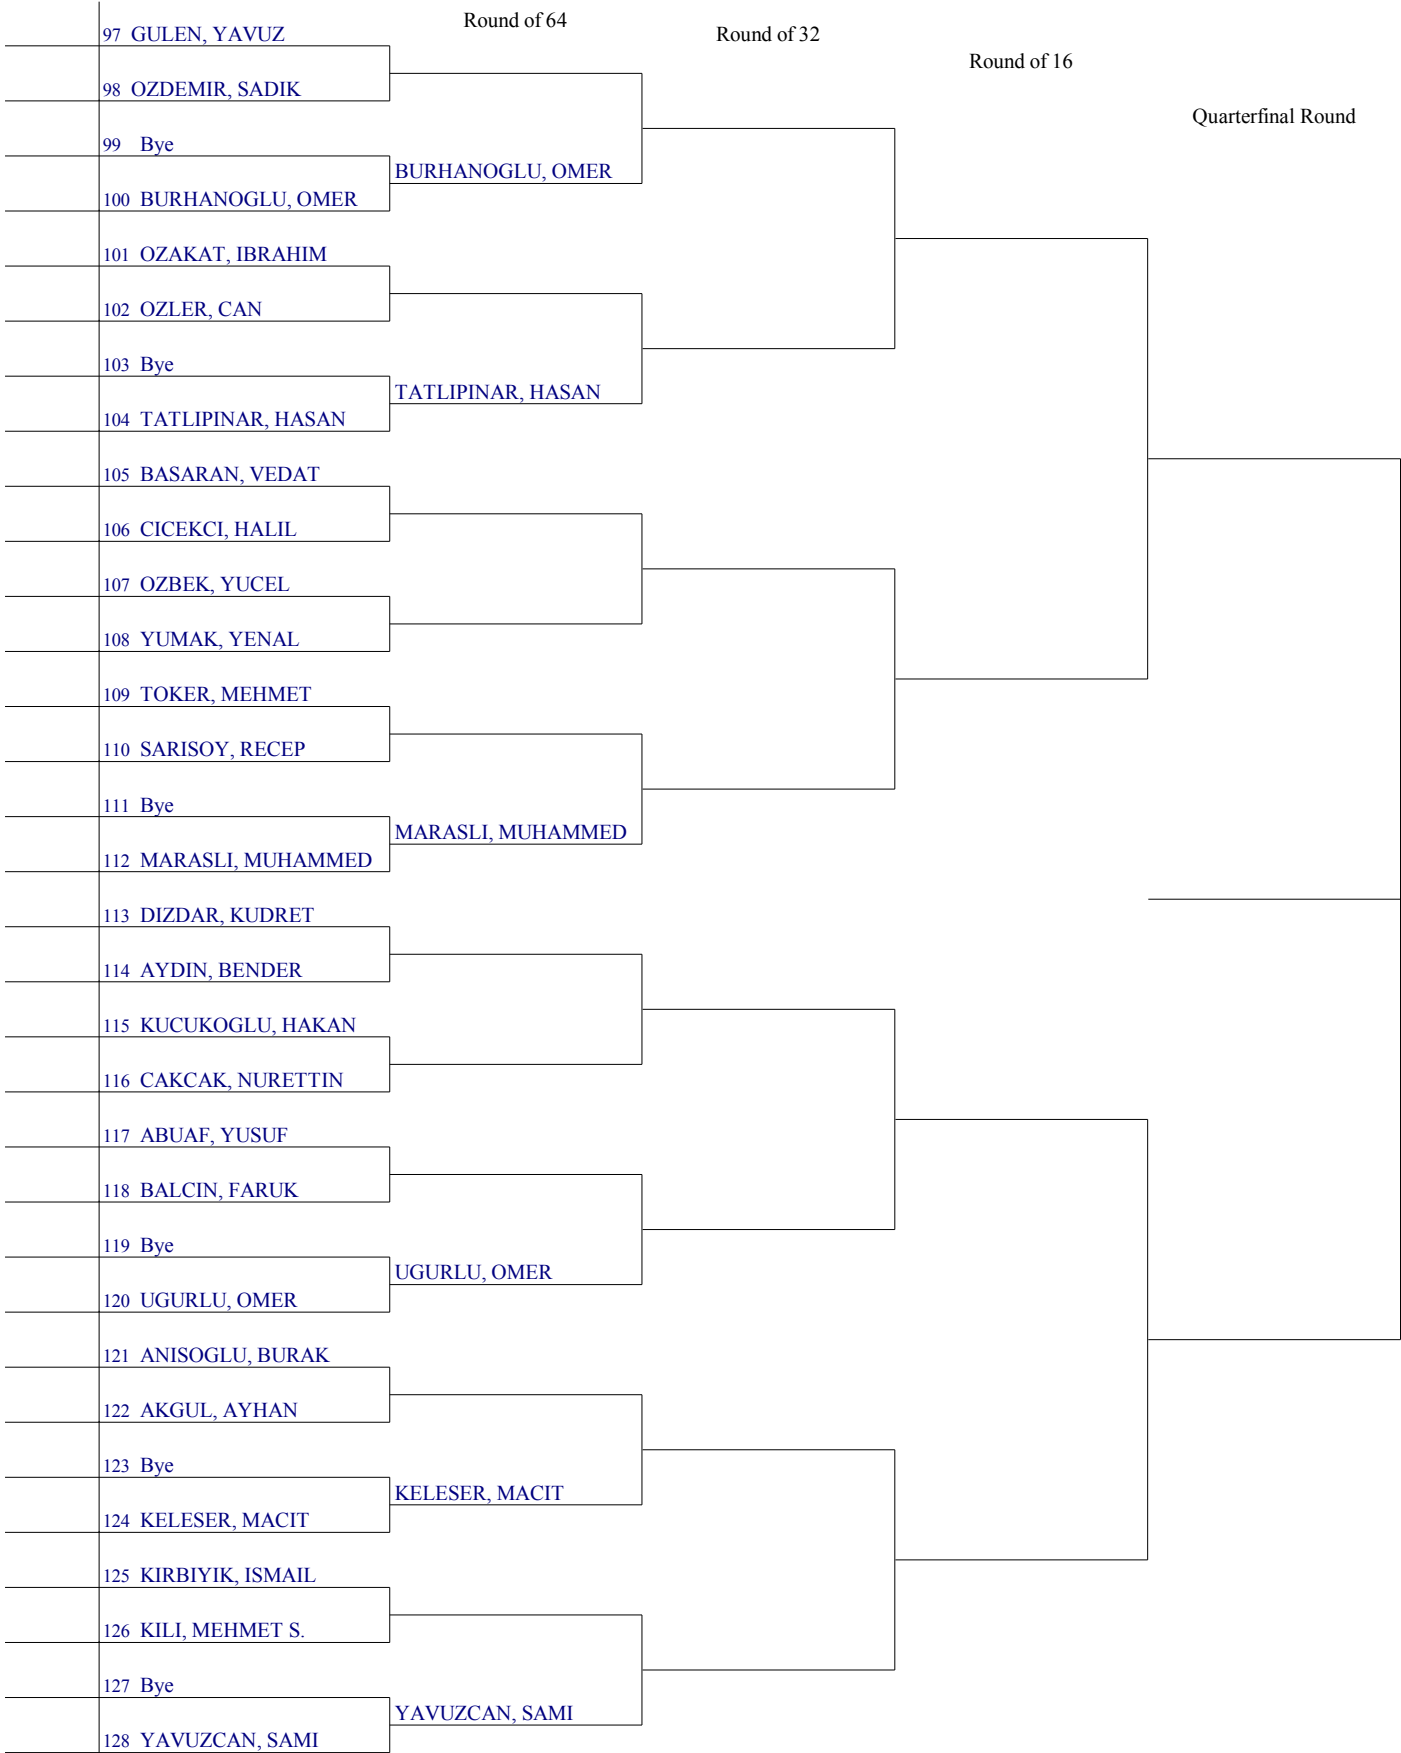 Round of 64
Round of 32
Round of 16
Quarterfinal Round
97 GULEN, YAVUZ
98 OZDEMIR, SADIK
99 Bye
BURHANOGLU, OMER
100 BURHANOGLU, OMER
101 OZAKAT, IBRAHIM
102 OZLER, CAN
103 Bye
TATLIPINAR, HASAN
104 TATLIPINAR, HASAN
105 BASARAN, VEDAT
106 CICEKCI, HALIL
107 OZBEK, YUCEL
108 YUMAK, YENAL
109 TOKER, MEHMET
110 SARISOY, RECEP
111 Bye
MARASLI, MUHAMMED
112 MARASLI, MUHAMMED
113 DIZDAR, KUDRET
114 AYDIN, BENDER
115 KUCUKOGLU, HAKAN
116 CAKCAK, NURETTIN
117 ABUAF, YUSUF
118 BALCIN, FARUK
119 Bye
UGURLU, OMER
120 UGURLU, OMER
121 ANISOGLU, BURAK
122 AKGUL, AYHAN
123 Bye
KELESER, MACIT
124 KELESER, MACIT
125 KIRBIYIK, ISMAIL
126 KILI, MEHMET S.
127 Bye
YAVUZCAN, SAMI
128 YAVUZCAN, SAMI